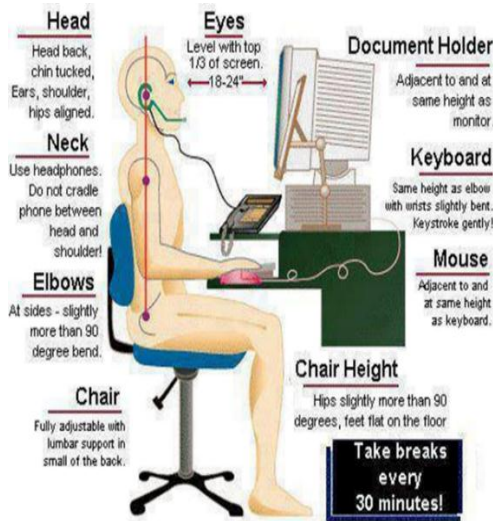 Head
Head back,
chin tucked,
Ears, shoulder,
hips aligned.
Neck
Use headphones.
Do not cradle
phone between
head and
shoulder!
Elbows
At sides - slightly
more than 90
degree bend.
Chair
Fully adjustable with
lumbar support in
small of the back.
Eyes
Level with top
1/3 of screen.
18-24"
Document Holder
Adjacent to and at
same height as
monitor
Keyboard
Same height as elbow
with wrists slightly bent.
Keystroke gently!
Mouse
Adjacent to and
at same height
as keyboard.
Chair Height
Hips slightly more than 90
degrees, feet flat on the floor
Take breaks
every
30 minutes!